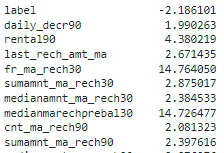 label -2.186101
daily_decr90 1.990263
rental90 4.380219
last_rech_amt_ma 2.671435
fr_ma_rech30 14.764050
sumamnt_ma_rech30 2.875017
medianamnt_ma_rech30 2.384533
medianmarechprebal30 14.726477
cnt_ma_rech90 2.081323
sumamnt_ma_rech90 2.397616